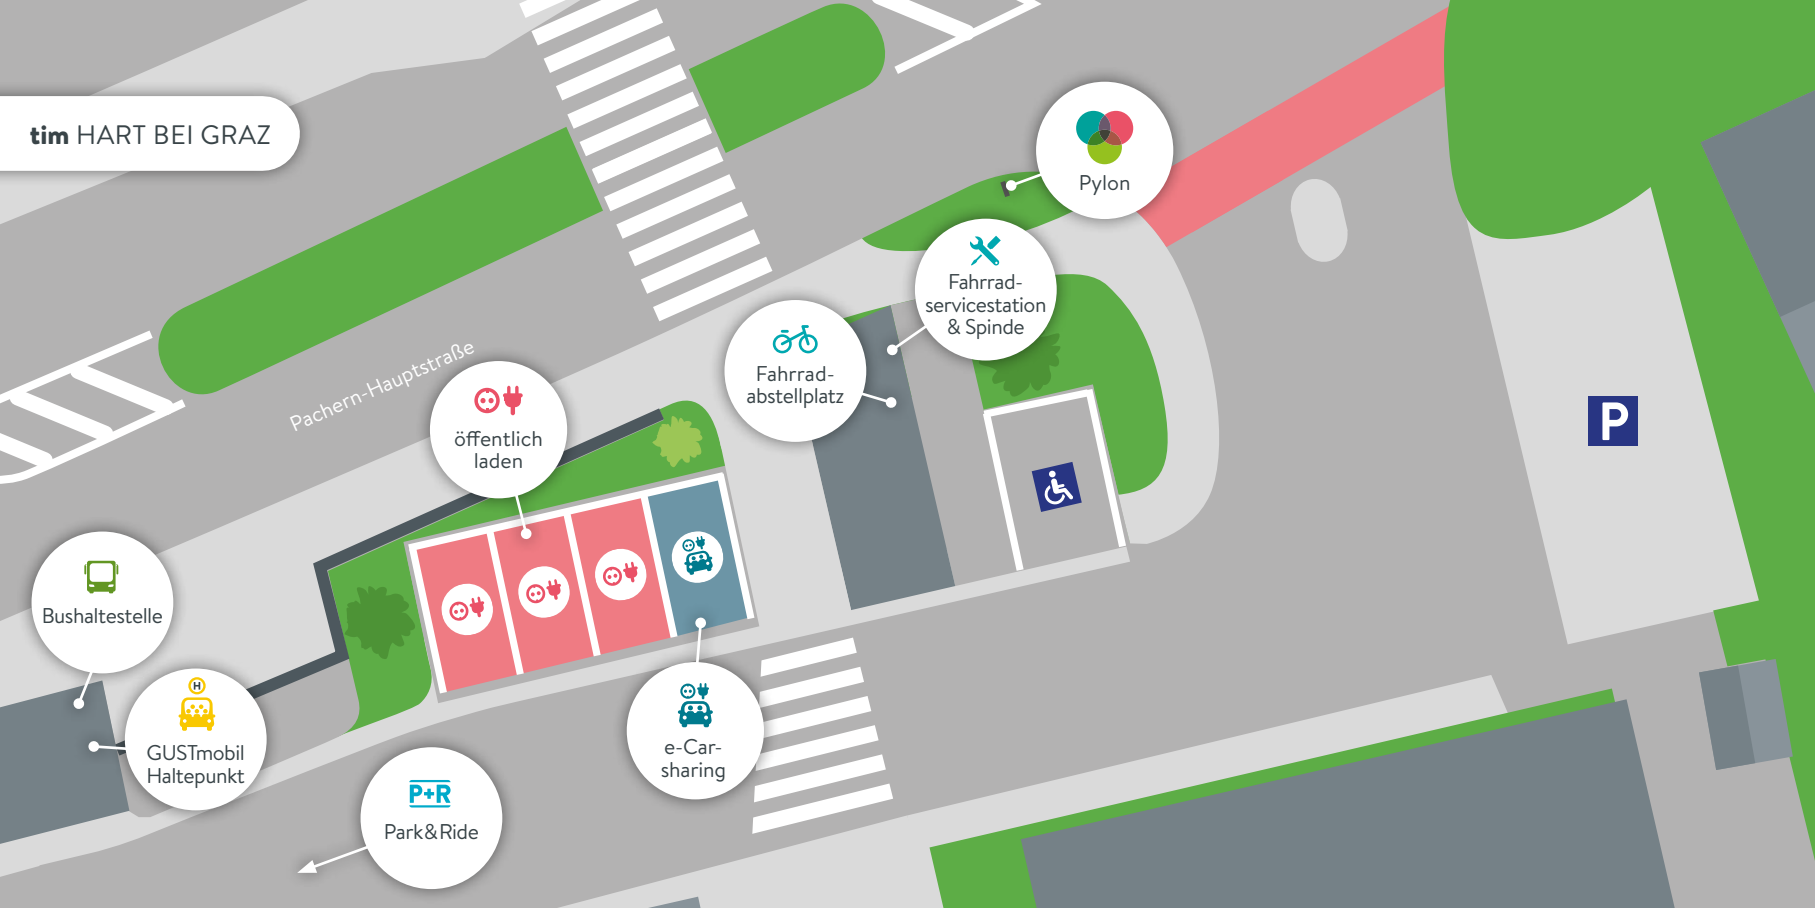 tim HART BEI GRAZ
Pylon
Fahrrad-
servicestation
& Spinde
Fahrrad-
abstellplatz
Pachern-Hauptstraße
öffentlich
laden
P
Bushaltestelle
H
GUSTmobil
Haltepunkt
e-Car-
sharing
P+R
Park&Ride